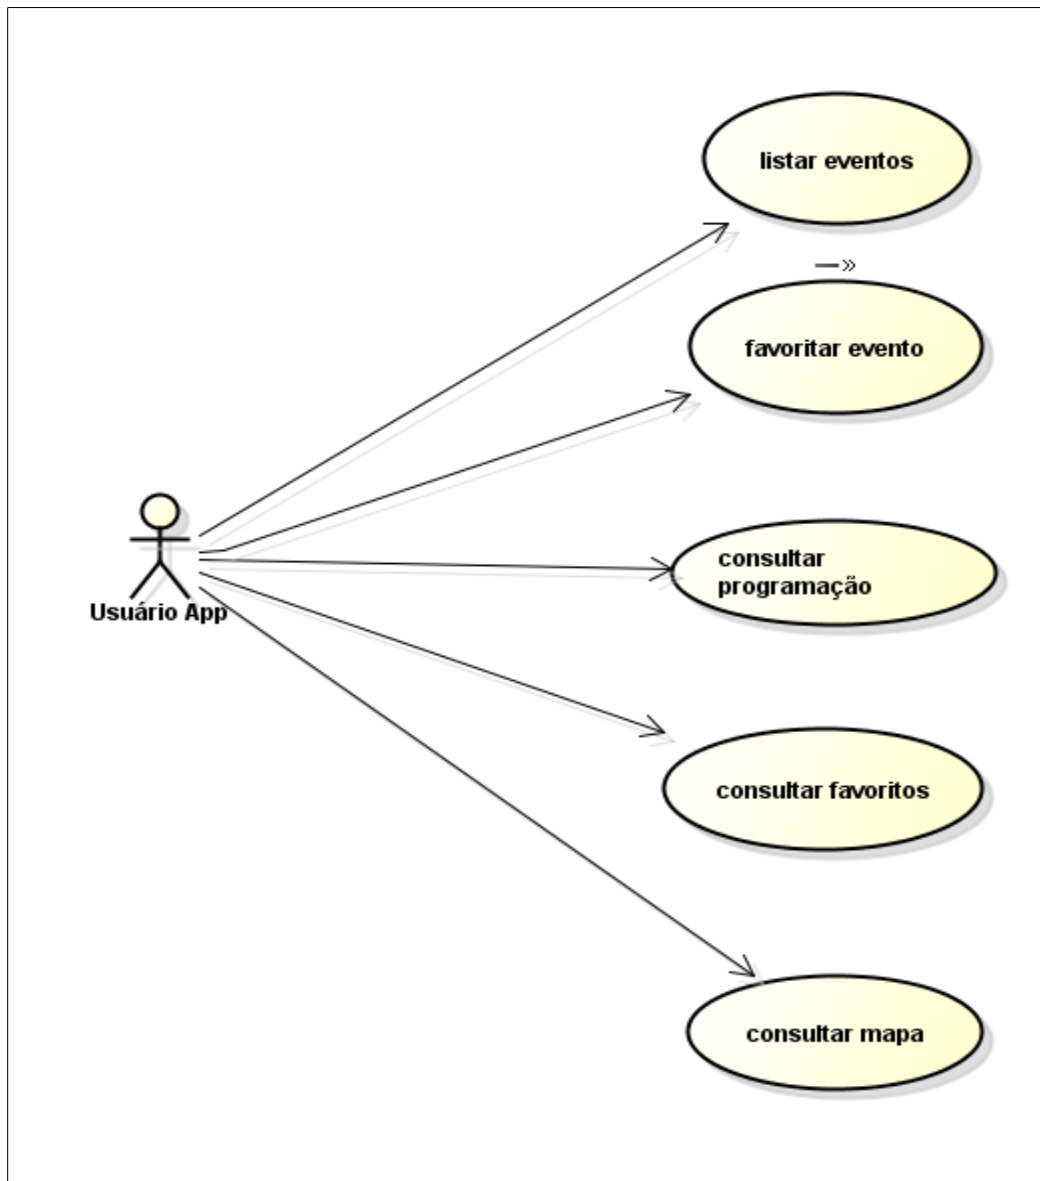 listar eventos
favoritar evento
consultar
programação
Usuário App
consultar favoritos
consultar mapa